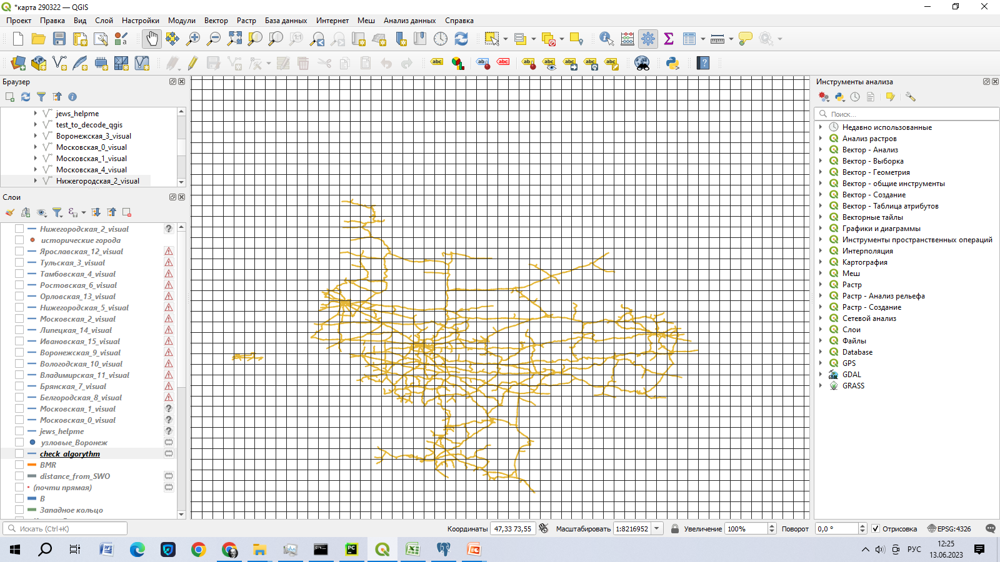 *карта 290322 — QGIS
Проект Правка Вид Слой Настройки Модули Вектор Растр База данных Интернет Меш Анализ данных Справка
Браузер
jews_helpme
test_to_decode_qgis
Воронежская_3_visual
Московская_0_visual
Московская_1_visual
Московская_4_visual
Нижегородская_2_visual
Слои
Нижегородская_2_visual
исторические города
Ярославская_12_visual
Тульская_3_visual
Тамбовская_4_visual
Ростовская_6_visual
Орловская_13_visual
Нижегородская_5_visual
Московская_2_visual
Липецкая_14_visual
Ивановская_15_visual
Воронежская_9_visual
Вологодская_10_visual
Владимирская_11_visual
Брянская_7_visual
Белгородская_8_visual
Московская_1_visual
Московская_0_visual
jews_helpme
узловые_Воронеж
check_algorythm
BMR
distance_from_SWO
(почти прямая)
В
Западное кольцо
Инструменты анализа
Поиск...
Недавно использованные
Анализ растров
Вектор - Анализ
Вектор - Выборка
Вектор - Геометрия
Вектор - общие инструменты
Вектор - Создание
Вектор - Таблица атрибутов
Векторные тайлы
Графики и диаграммы
Инструменты пространственных операций
Интерполяция
Картография
Меш
Растр
Растр - Анализ рельефа
Растр - Создание
Сетевой анализ
Слои
Файлы
Database
GPS
GDAL
GRASS
Искать (Ctrl+K)
Координаты 47,33 73,55 Масштабировать 1:8216952 Увеличение 100% Поворот 0,0 ° Отрисовка EPSG:4326
РУС
12:25
13.06.2023